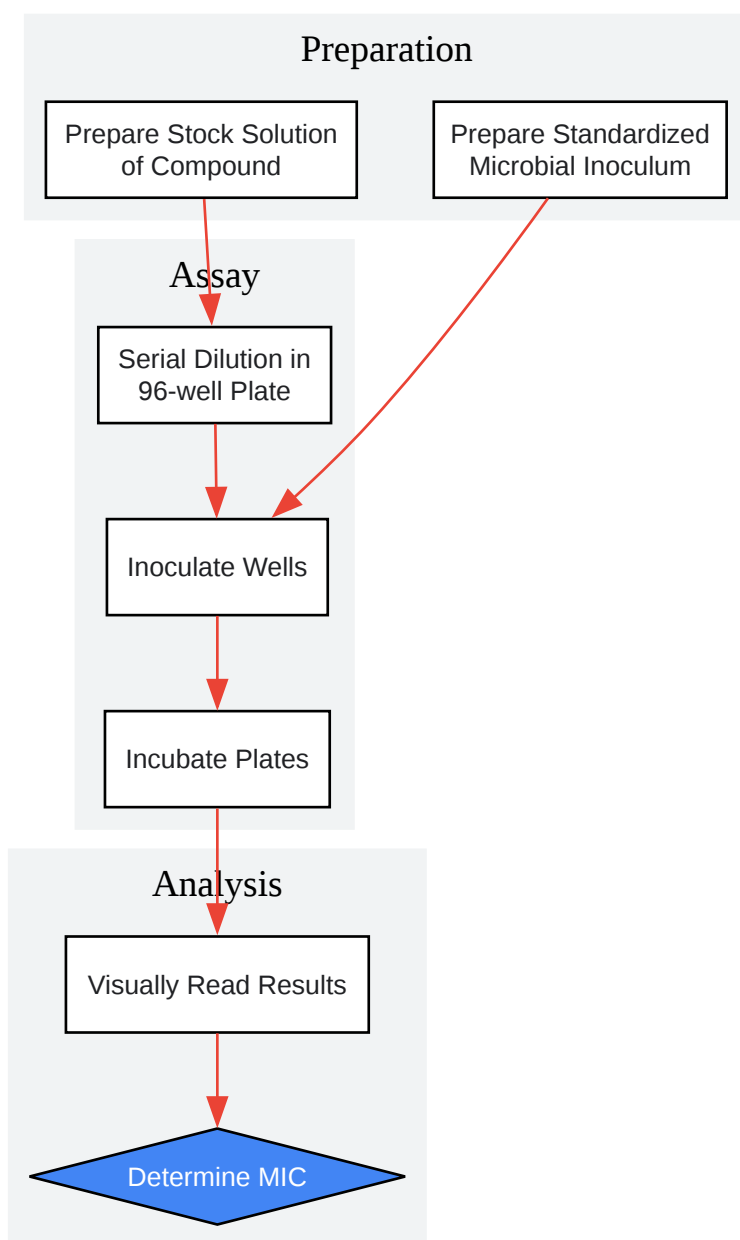 Preparation
Prepare Stock Solution
of Compound
Prepare Standardized
Microbial Inoculum
Assay
Serial Dilution in
96-well Plate
Inoculate Wells
Incubate Plates
Analysis
Visually Read Results
Determine MIC